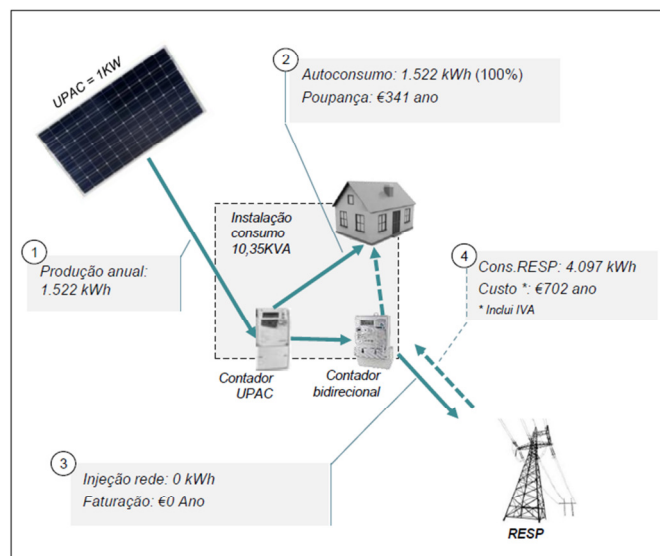 UPAC = 1KW
2
Autoconsumo: 1.522 kWh (100%)
Poupança: €341 ano
Instalação
consumo
10,35KVA
1
Produção anual:
1.522 kWh
4
Cons.RESP: 4.097 kWh
Custo *: €702 ano
* Inclui IVA
Contador
UPAC
Contador
bidirecional
3
Injeção rede: 0 kWh
Faturação: €0 Ano
RESP